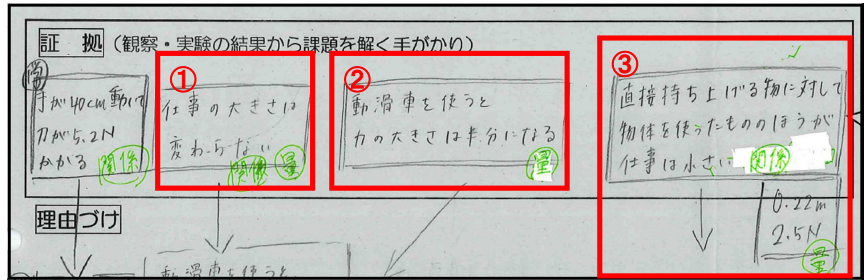 証 拠 (観察・実験の結果から課題を解く手がかり)
学
手が40cm動いて
力が5.2N
かかる 関係
①
仕事の大きさは
変わらない
関係 量
②
動滑車を使うと
力の大きさは半分になる
量
③
直接持ち上げる物に対して
物体を使ったもののほうが
仕事は小さい 関係
0.22m
2.5N
量
理由づけ
動滑車を使うと